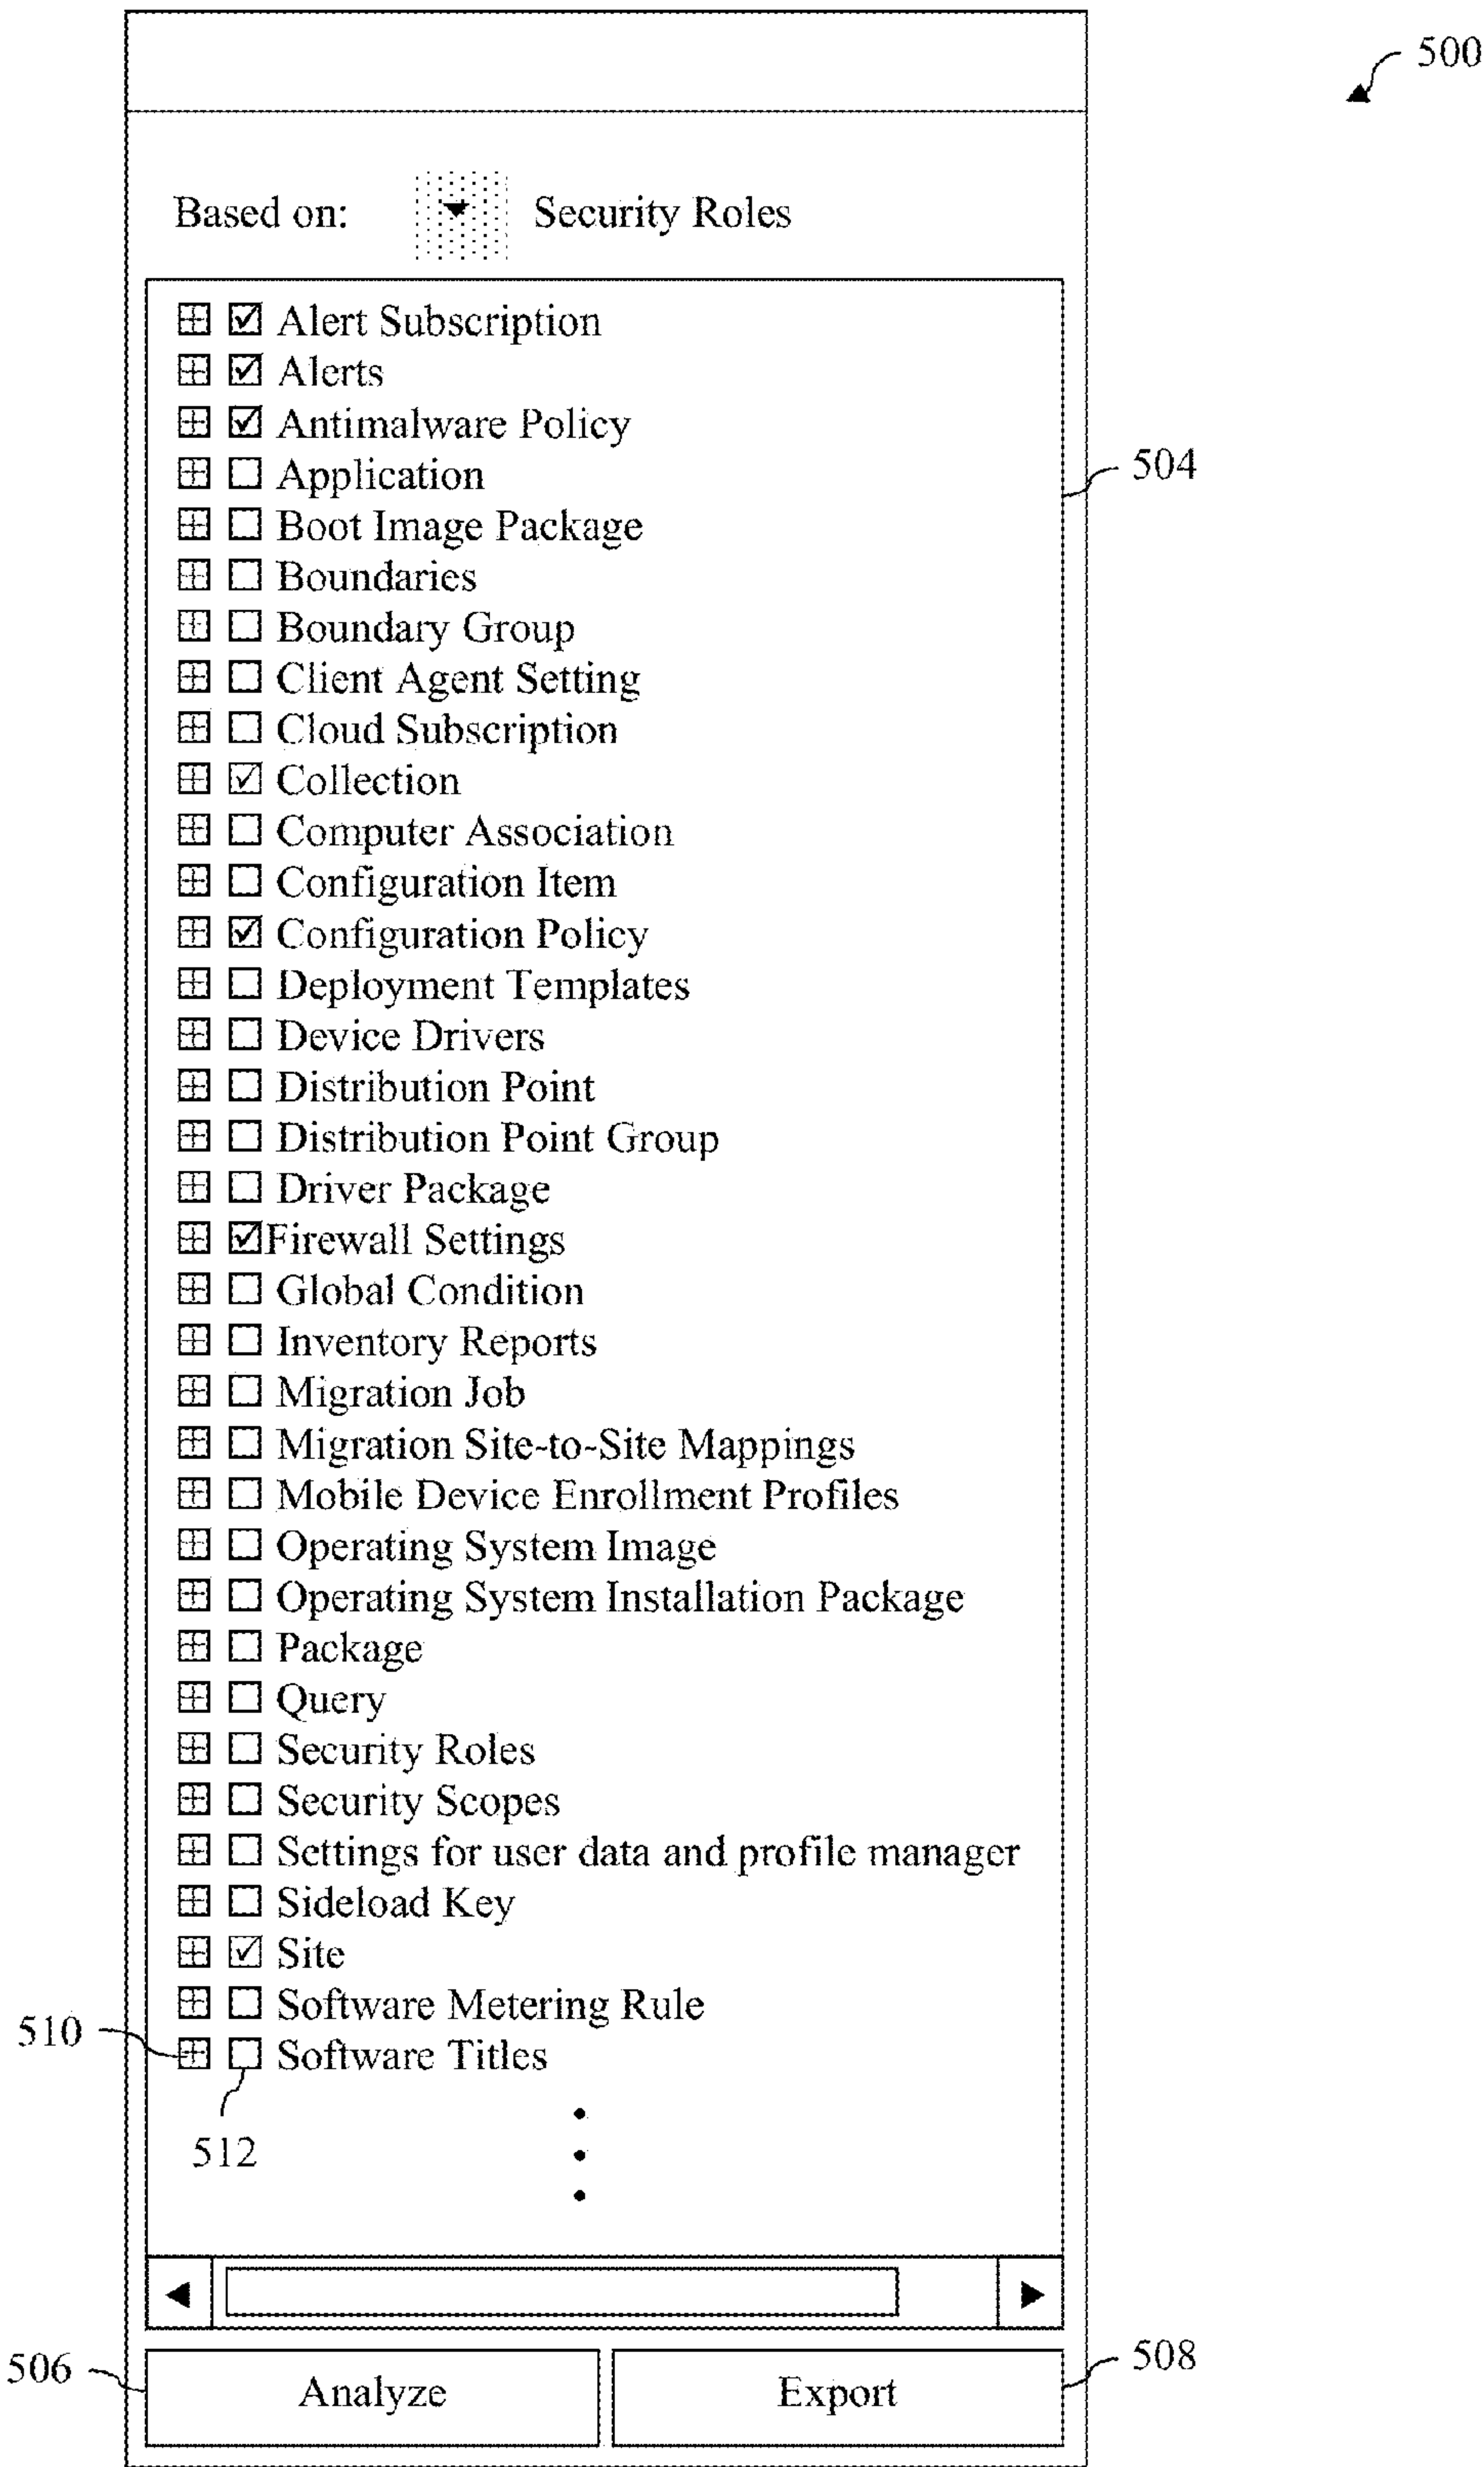 500
Based on: Security Roles
Alert Subscription
Alerts
Antimalware Policy
504
Application
Boot Image Package
Boundaries
Boundary Group
Client Agent Setting
Cloud Subscription
Collection
Computer Association
Configuration Item
Configuration Policy
Deployment Templates
Device Drivers
Distribution Point
Distribution Point Group
Driver Package
Firewall Settings
Global Condition
Inventory Reports
Migration Job
Migration Site-to-Site Mappings
Mobile Device Enrollment Profiles
Operating System Image
Operating System Installation Package
Package
Query
Security Roles
Security Scopes
Settings for user data and profile manager
Sideload Key
Site
Software Metering Rule
510
Software Titles
512
506
Analyze
Export
508